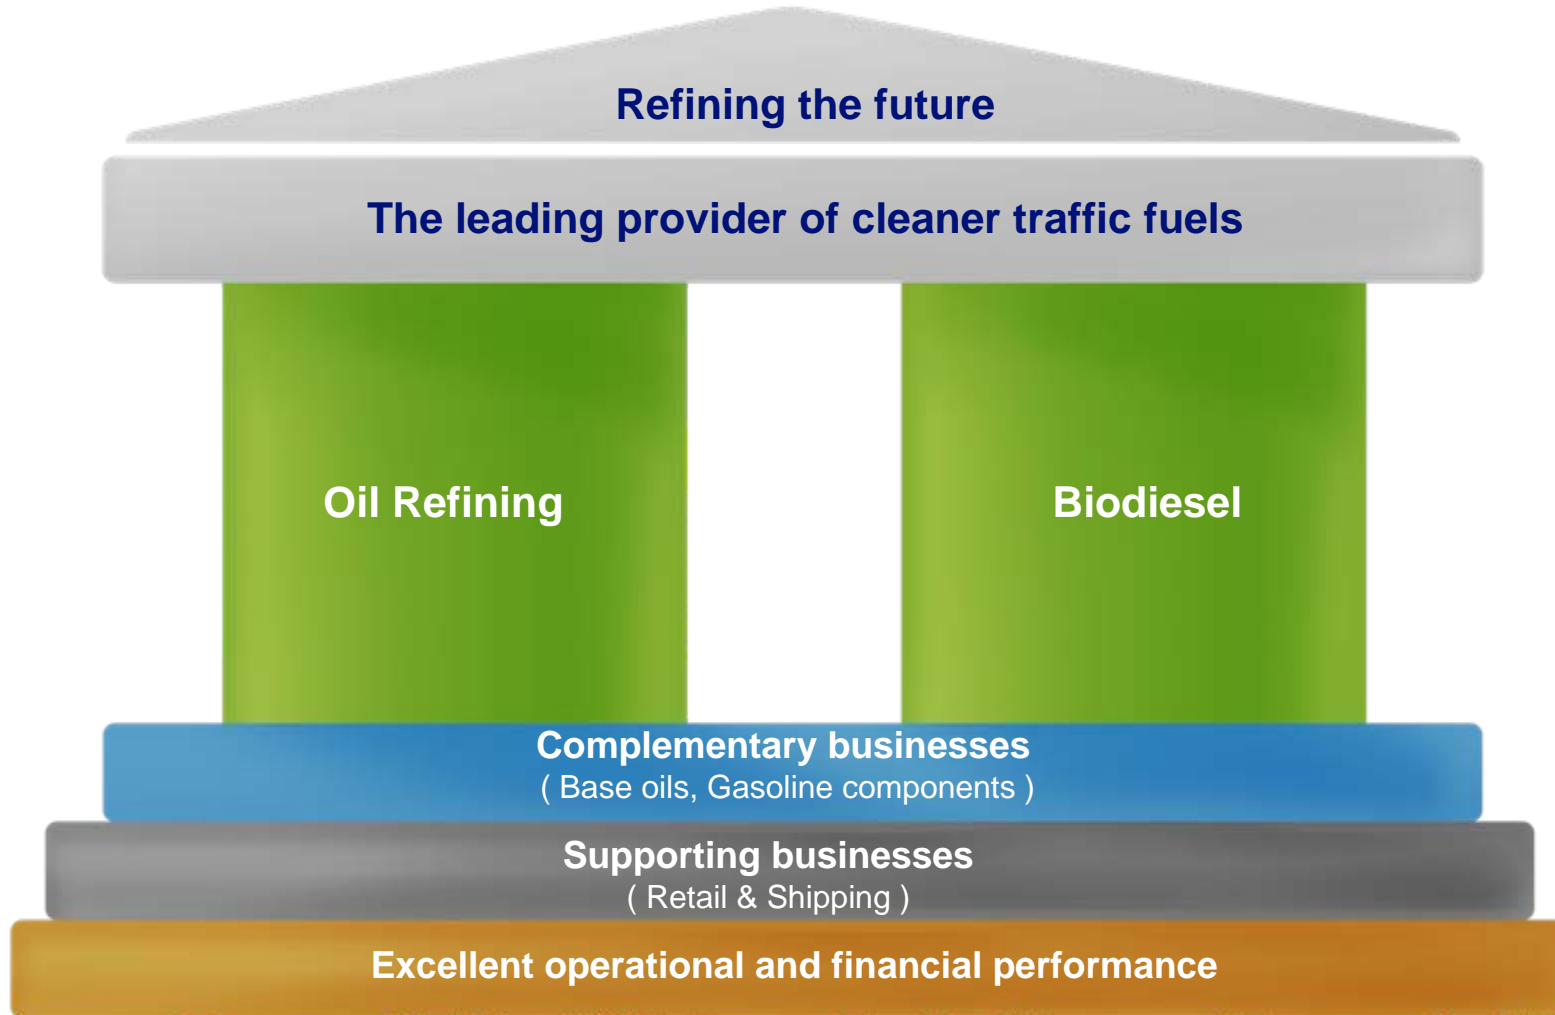 Refining the future
The leading provider of cleaner traffic fuels
Oil Refining
Biodiesel
Complementary businesses
( Base oils, Gasoline components )
Supporting businesses
( Retail & Shipping )
Excellent operational and financial performance